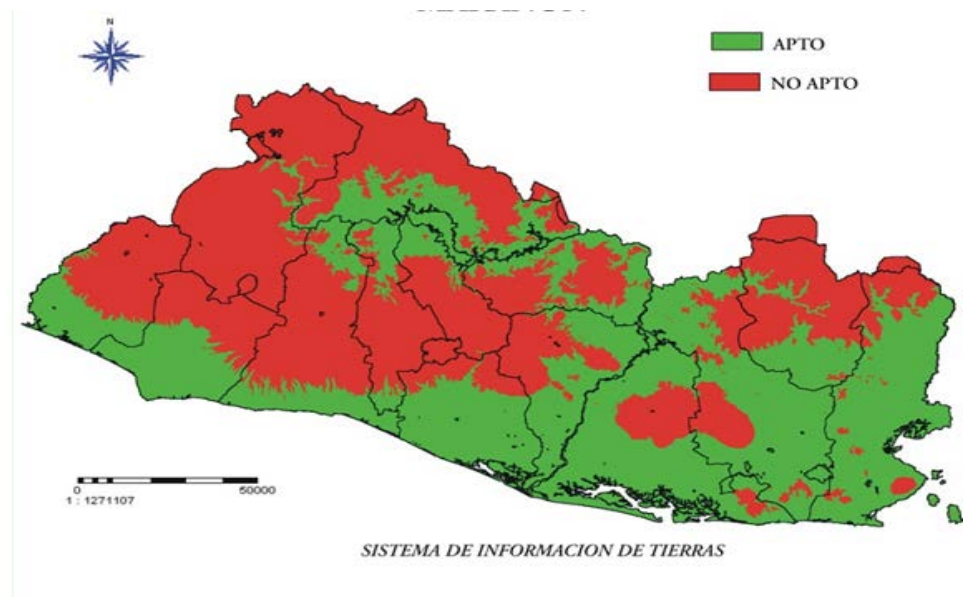 N
APTO
NO APTO
0 50000
1 : 1271107
SISTEMA DE INFORMACION DE TIERRAS